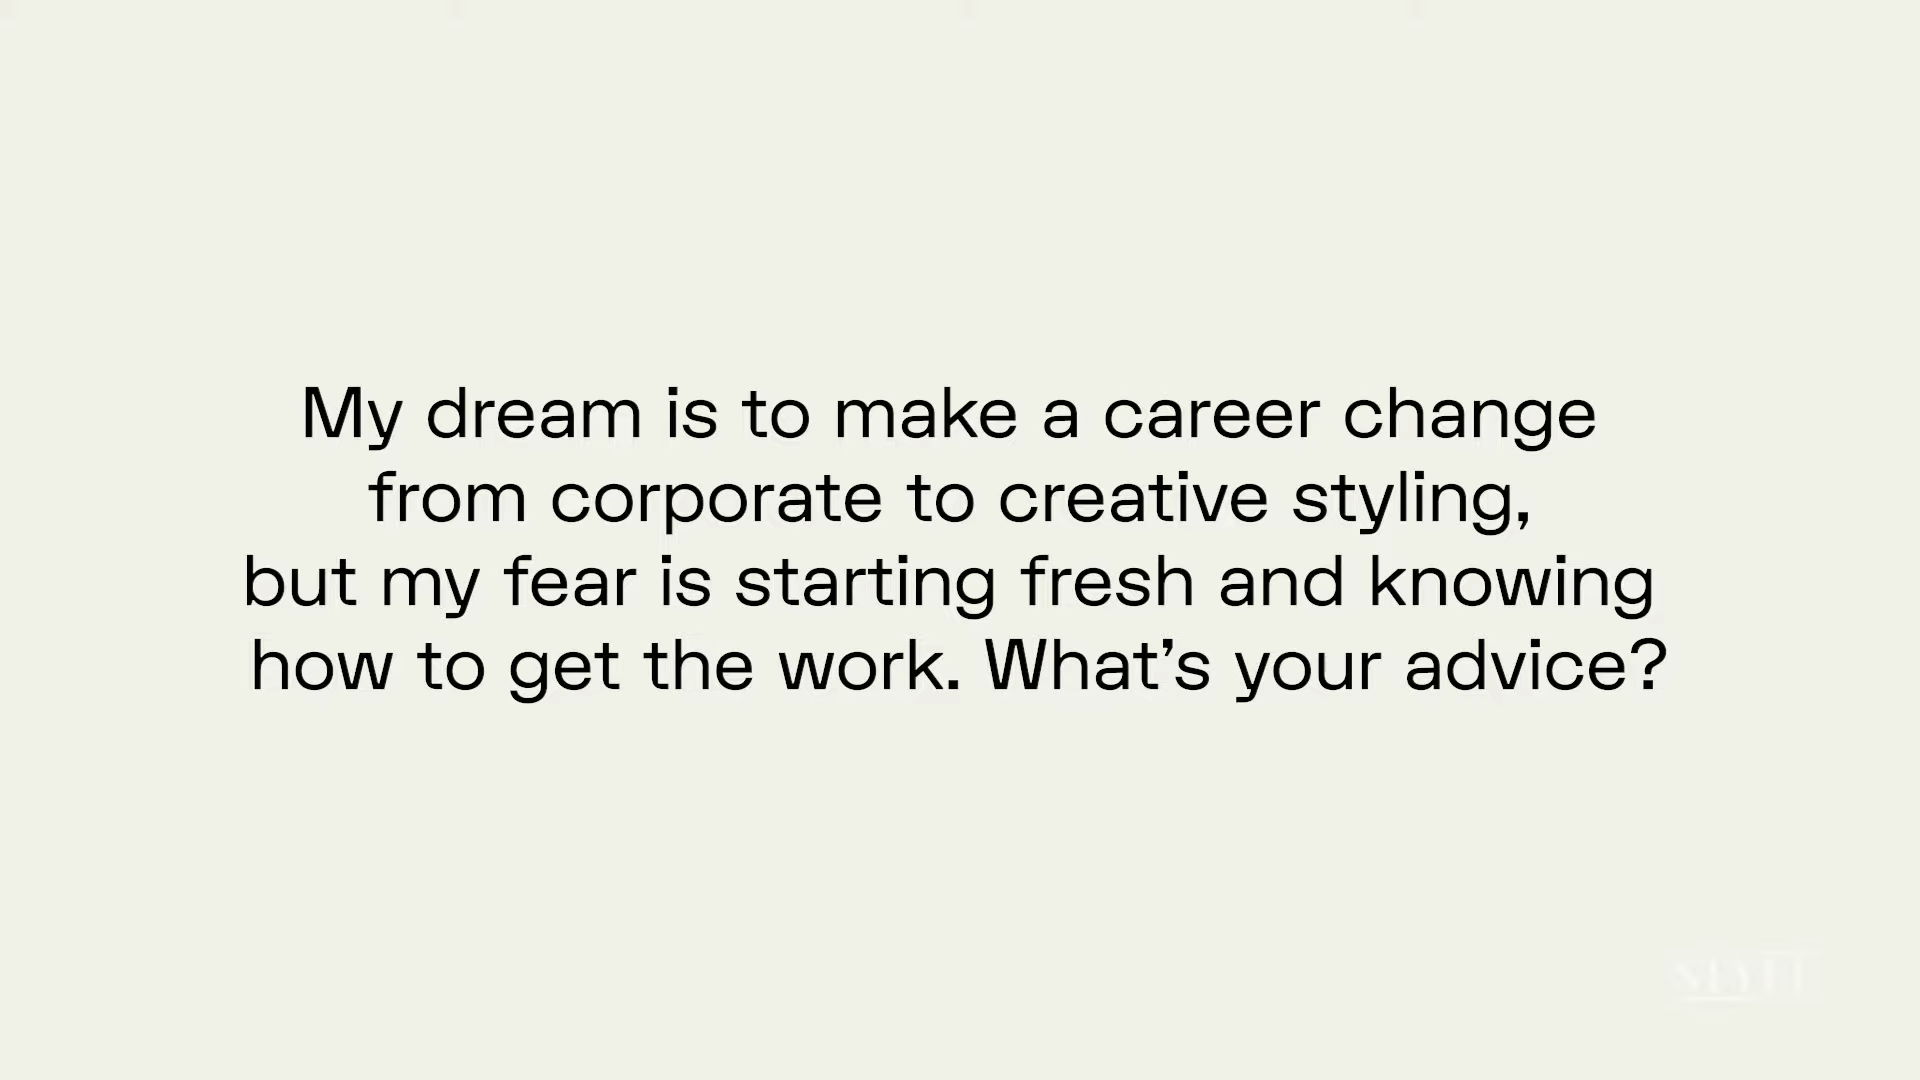 My dream is to make a career change
from corporate to creative styling,
but my fear is starting fresh and knowing
how to get the work. What’s your advice?